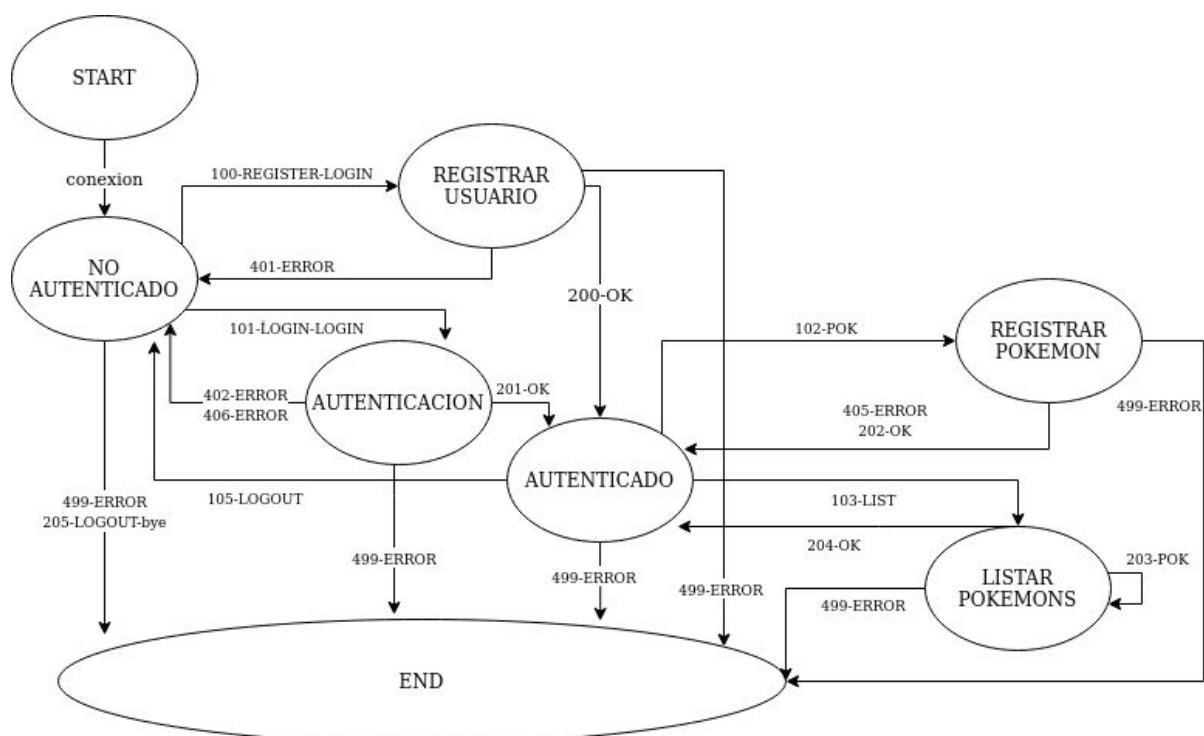 START
conexion
100-REGISTER-LOGIN
REGISTRAR
USUARIO
NO
AUTENTICADO
401-ERROR
200-OK
101-LOGIN-LOGIN
102-POK
REGISTRAR
POKEMON
402-ERROR
406-ERROR
AUTENTICACION
201-OK
405-ERROR
202-OK
499-ERROR
AUTENTICADO
105-LOGOUT
103-LIST
499-ERROR
205-LOGOUT-bye
204-OK
499-ERROR
499-ERROR
499-ERROR
499-ERROR
LISTAR
POKEMONS
203-POK
END